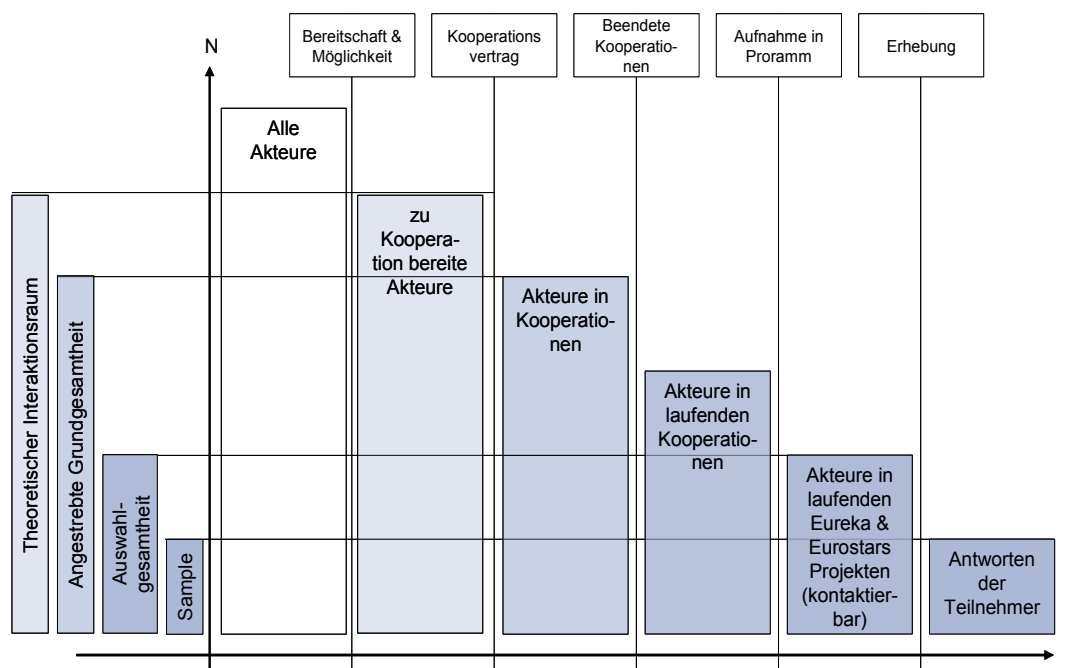 Bereitschaft &
Möglichkeit
Kooperations
vertrag
Beendete
Kooperatio-
nen
Aufnahme in
Proramm
Erhebung
N
Alle
Akteure
zu
Koopera-
tion bereite
Akteure
Akteure in
Kooperatio-
nen
Akteure in
laufenden
Kooperatio-
nen
Akteure in
laufenden
Eureka &
Eurostars
Projekten
(kontaktier-
bar)
Antworten
der
Teilnehmer
Theoretischer Interaktionsraum
Angestrebte Grundgesamtheit
Auswahl-
gesamtheit
Sample